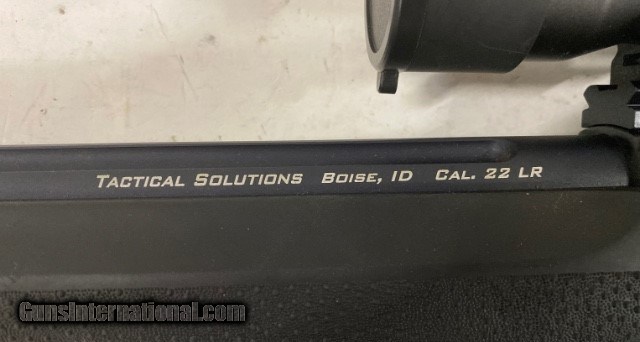 TACTICAL SOLUTIONS BOISE, ID CAL. 22 LR
GunsInternational.com